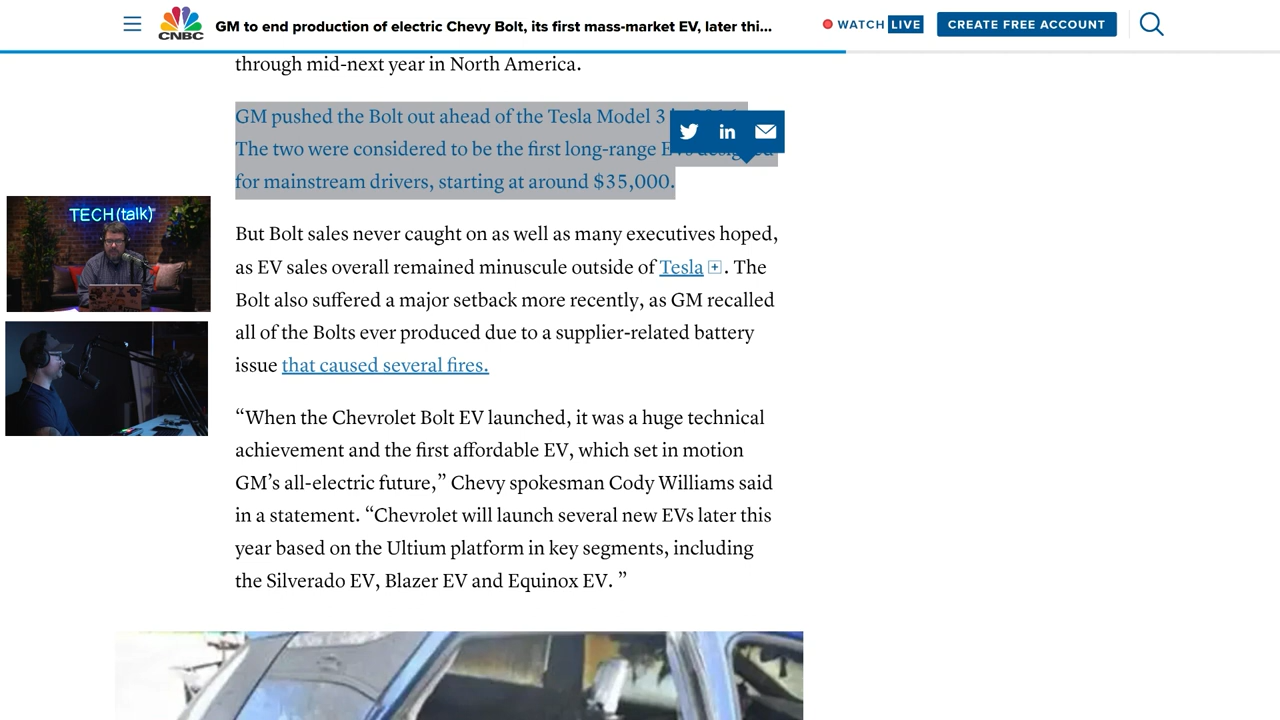 CNBC
GM to end production of electric Chevy Bolt, its first mass-market EV, later thi...
WATCH LIVE
CREATE FREE ACCOUNT
through mid-next year in North America.
GM pushed the Bolt out ahead of the Tesla Model 3
in
The two were considered to be the first long-range EVs designed
for mainstream drivers, starting at around $35,000.
TECH(talk)
But Bolt sales never caught on as well as many executives hoped,
as EV sales overall remained minuscule outside of Tesla. The
Bolt also suffered a major setback more recently, as GM recalled
all of the Bolts ever produced due to a supplier-related battery
issue that caused several fires.
“When the Chevrolet Bolt EV launched, it was a huge technical
achievement and the first affordable EV, which set in motion
GM’s all-electric future,” Chevy spokesman Cody Williams said
in a statement. “Chevrolet will launch several new EVs later this
year based on the Ultium platform in key segments, including
the Silverado EV, Blazer EV and Equinox EV. ”